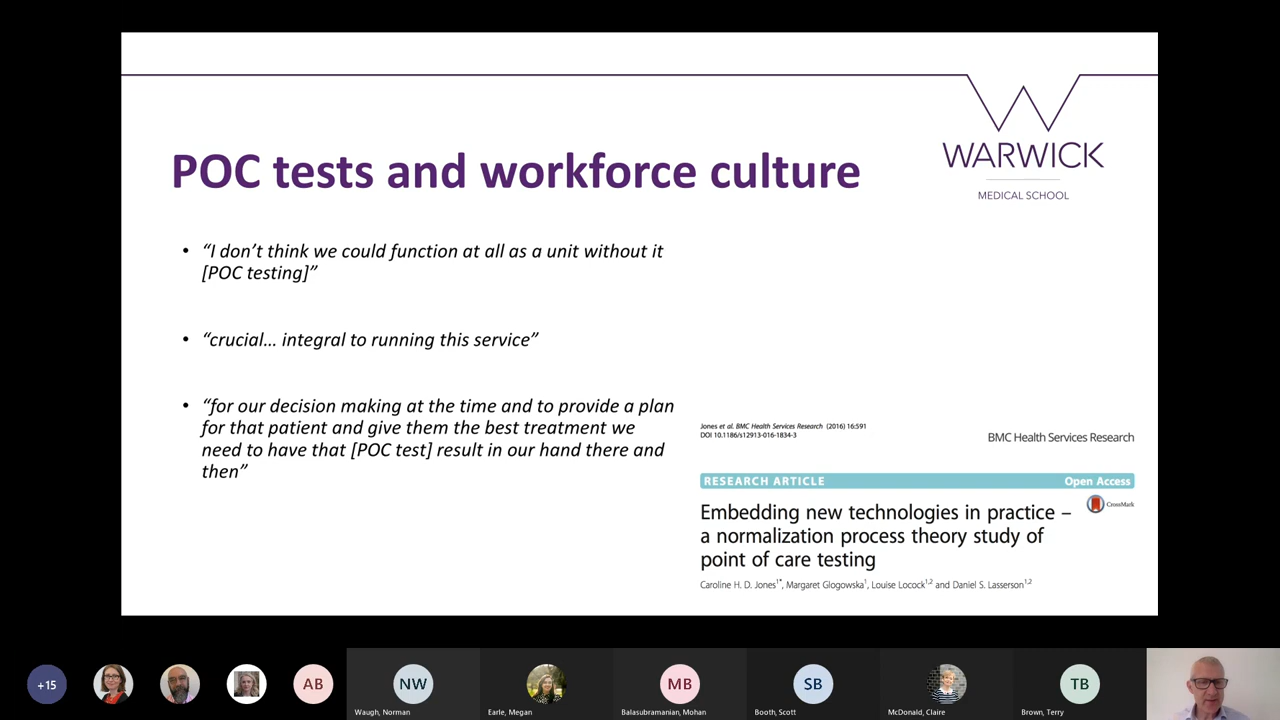 WARWICK
MEDICAL SCHOOL
POC tests and workforce culture
• “I don’t think we could function at all as a unit without it
[POC testing]”
• “crucial… integral to running this service”
• “for our decision making at the time and to provide a plan
for that patient and give them the best treatment we
need to have that [POC test] result in our hand there and
then”
Jones et al. BMC Health Services Research (2016) 16:591
DOI 10.1186/s12913-016-1834-3
BMC Health Services Research
RESEARCH ARTICLE Open Access
CrossMark
Embedding new technologies in practice –
a normalization process theory study of
point of care testing
Caroline H. D. Jones1*, Margaret Glogowska1, Louise Locock1,2 and Daniel S. Lasserson1,2
+15
AB
NW
MB
SB
TB
Waugh, Norman
Earle, Megan
Balasubramanian, Mohan
Booth, Scott
McDonald, Claire
Brown, Terry